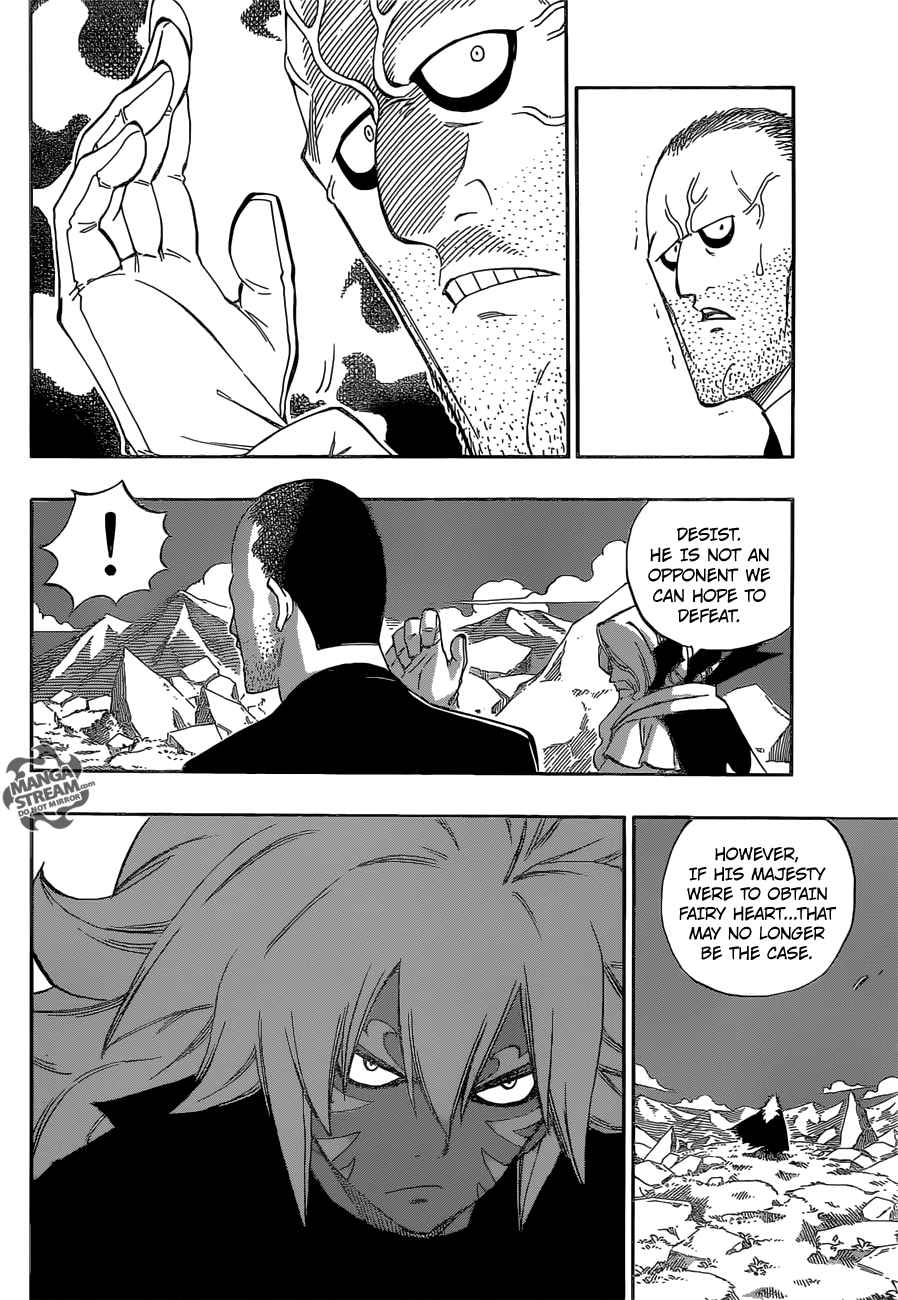 !
DESIST.
HE IS NOT AN
OPPONENT WE
CAN HOPE TO
DEFEAT.
MANGA
STREAM.com
DO NOT MIRROR
HOWEVER,
IF HIS MAJESTY
WERE TO OBTAIN
FAIRY HEART...THAT
MAY NO LONGER
BE THE CASE.